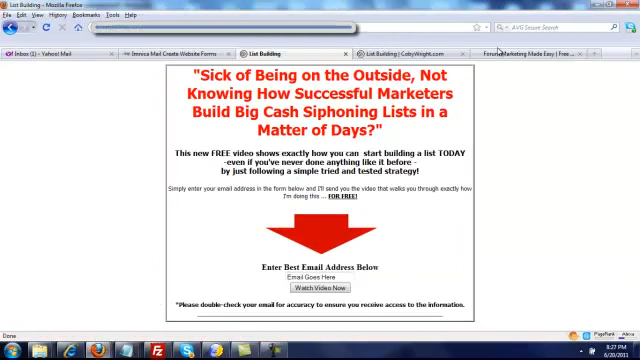 List Building - Mozilla Firefox
File Edit View History Bookmarks Tools Help
AVG Secure Search
Inbox (1) - Yahoo! Mail
Imnica Mail Create Website Forms
List Building
List Building | CobyWright.com
Forum Marketing Made Easy | Free ...
"Sick of Being on the Outside, Not
Knowing How Successful Marketers
Build Big Cash Siphoning Lists in a
Matter of Days?"
This new FREE video shows exactly how you can start building a list TODAY
-even if you've never done anything like it before -
by just following a simple tried and tested strategy!
Simply enter your email address in the form below and I'll send you the video that walks you through exactly how
I'm doing this ... FOR FREE!
Enter Best Email Address Below
Email Goes Here
Watch Video Now
*Please double-check your email for accuracy to ensure you receive access to the information.
Done
8:27 PM
6/20/2011